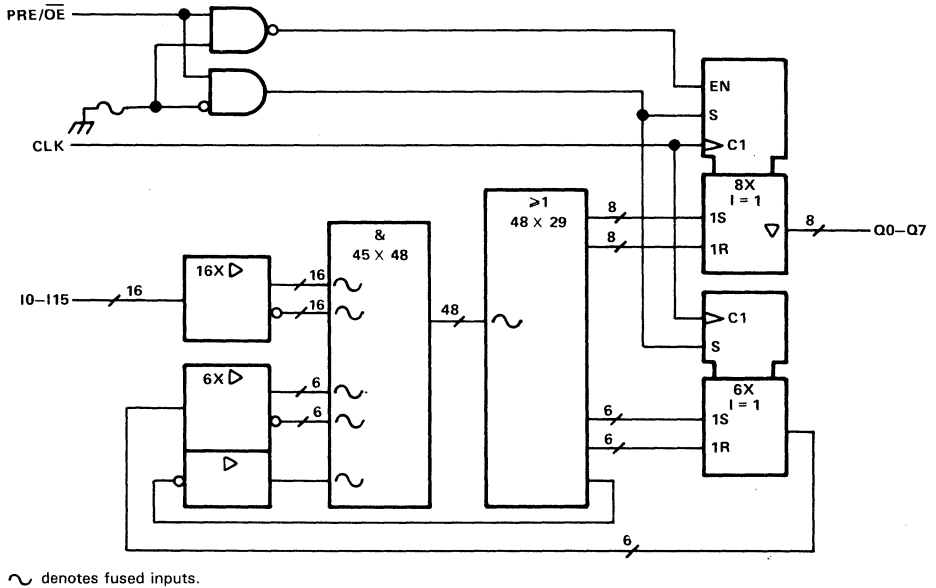 PRE/OE
EN
S
CLK
C1
8X
I = 1
≥1
48 X 29
8
1S
8
Q0–Q7
8
1R
&
45 X 48
16X
16
I0–I15
16
16
48
C1
S
6X
6
6
6X
I = 1
6
1S
6
1R
6
∿ denotes fused inputs.